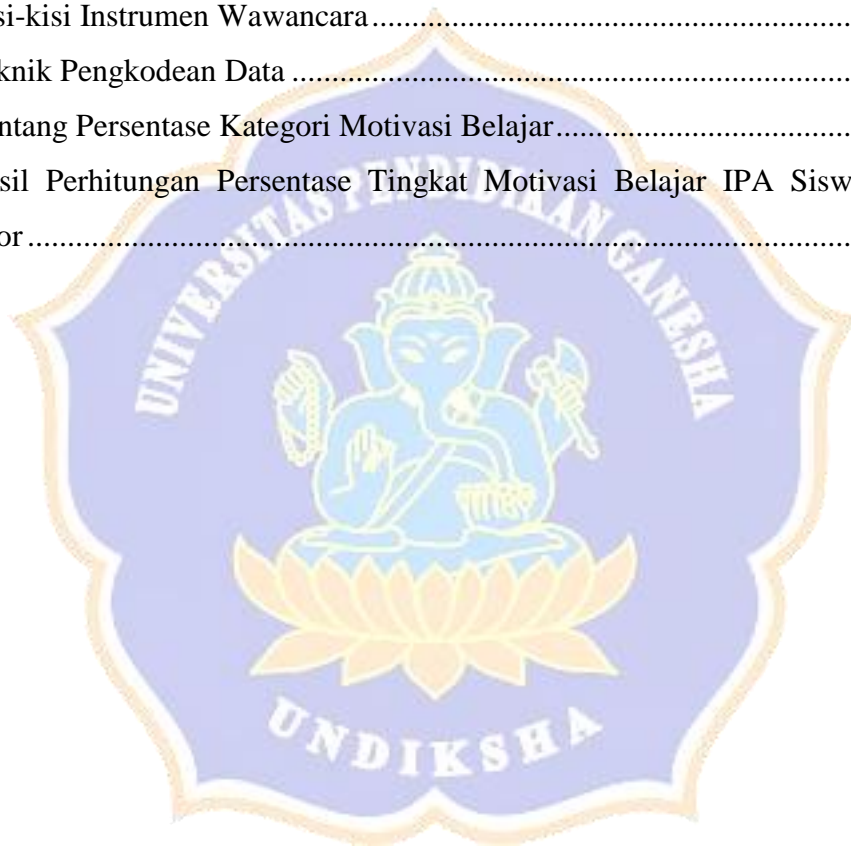 si-kisi Instrumen Wawancara
knik Pengkodean Data
ntang Persentase Kategori Motivasi Belajar
sil Perhitungan Persentase Tingkat Motivasi Belajar IPA Sisw
or
UNIVERSITAS PENDIDIKAN GANESHA
UNDIKSHA